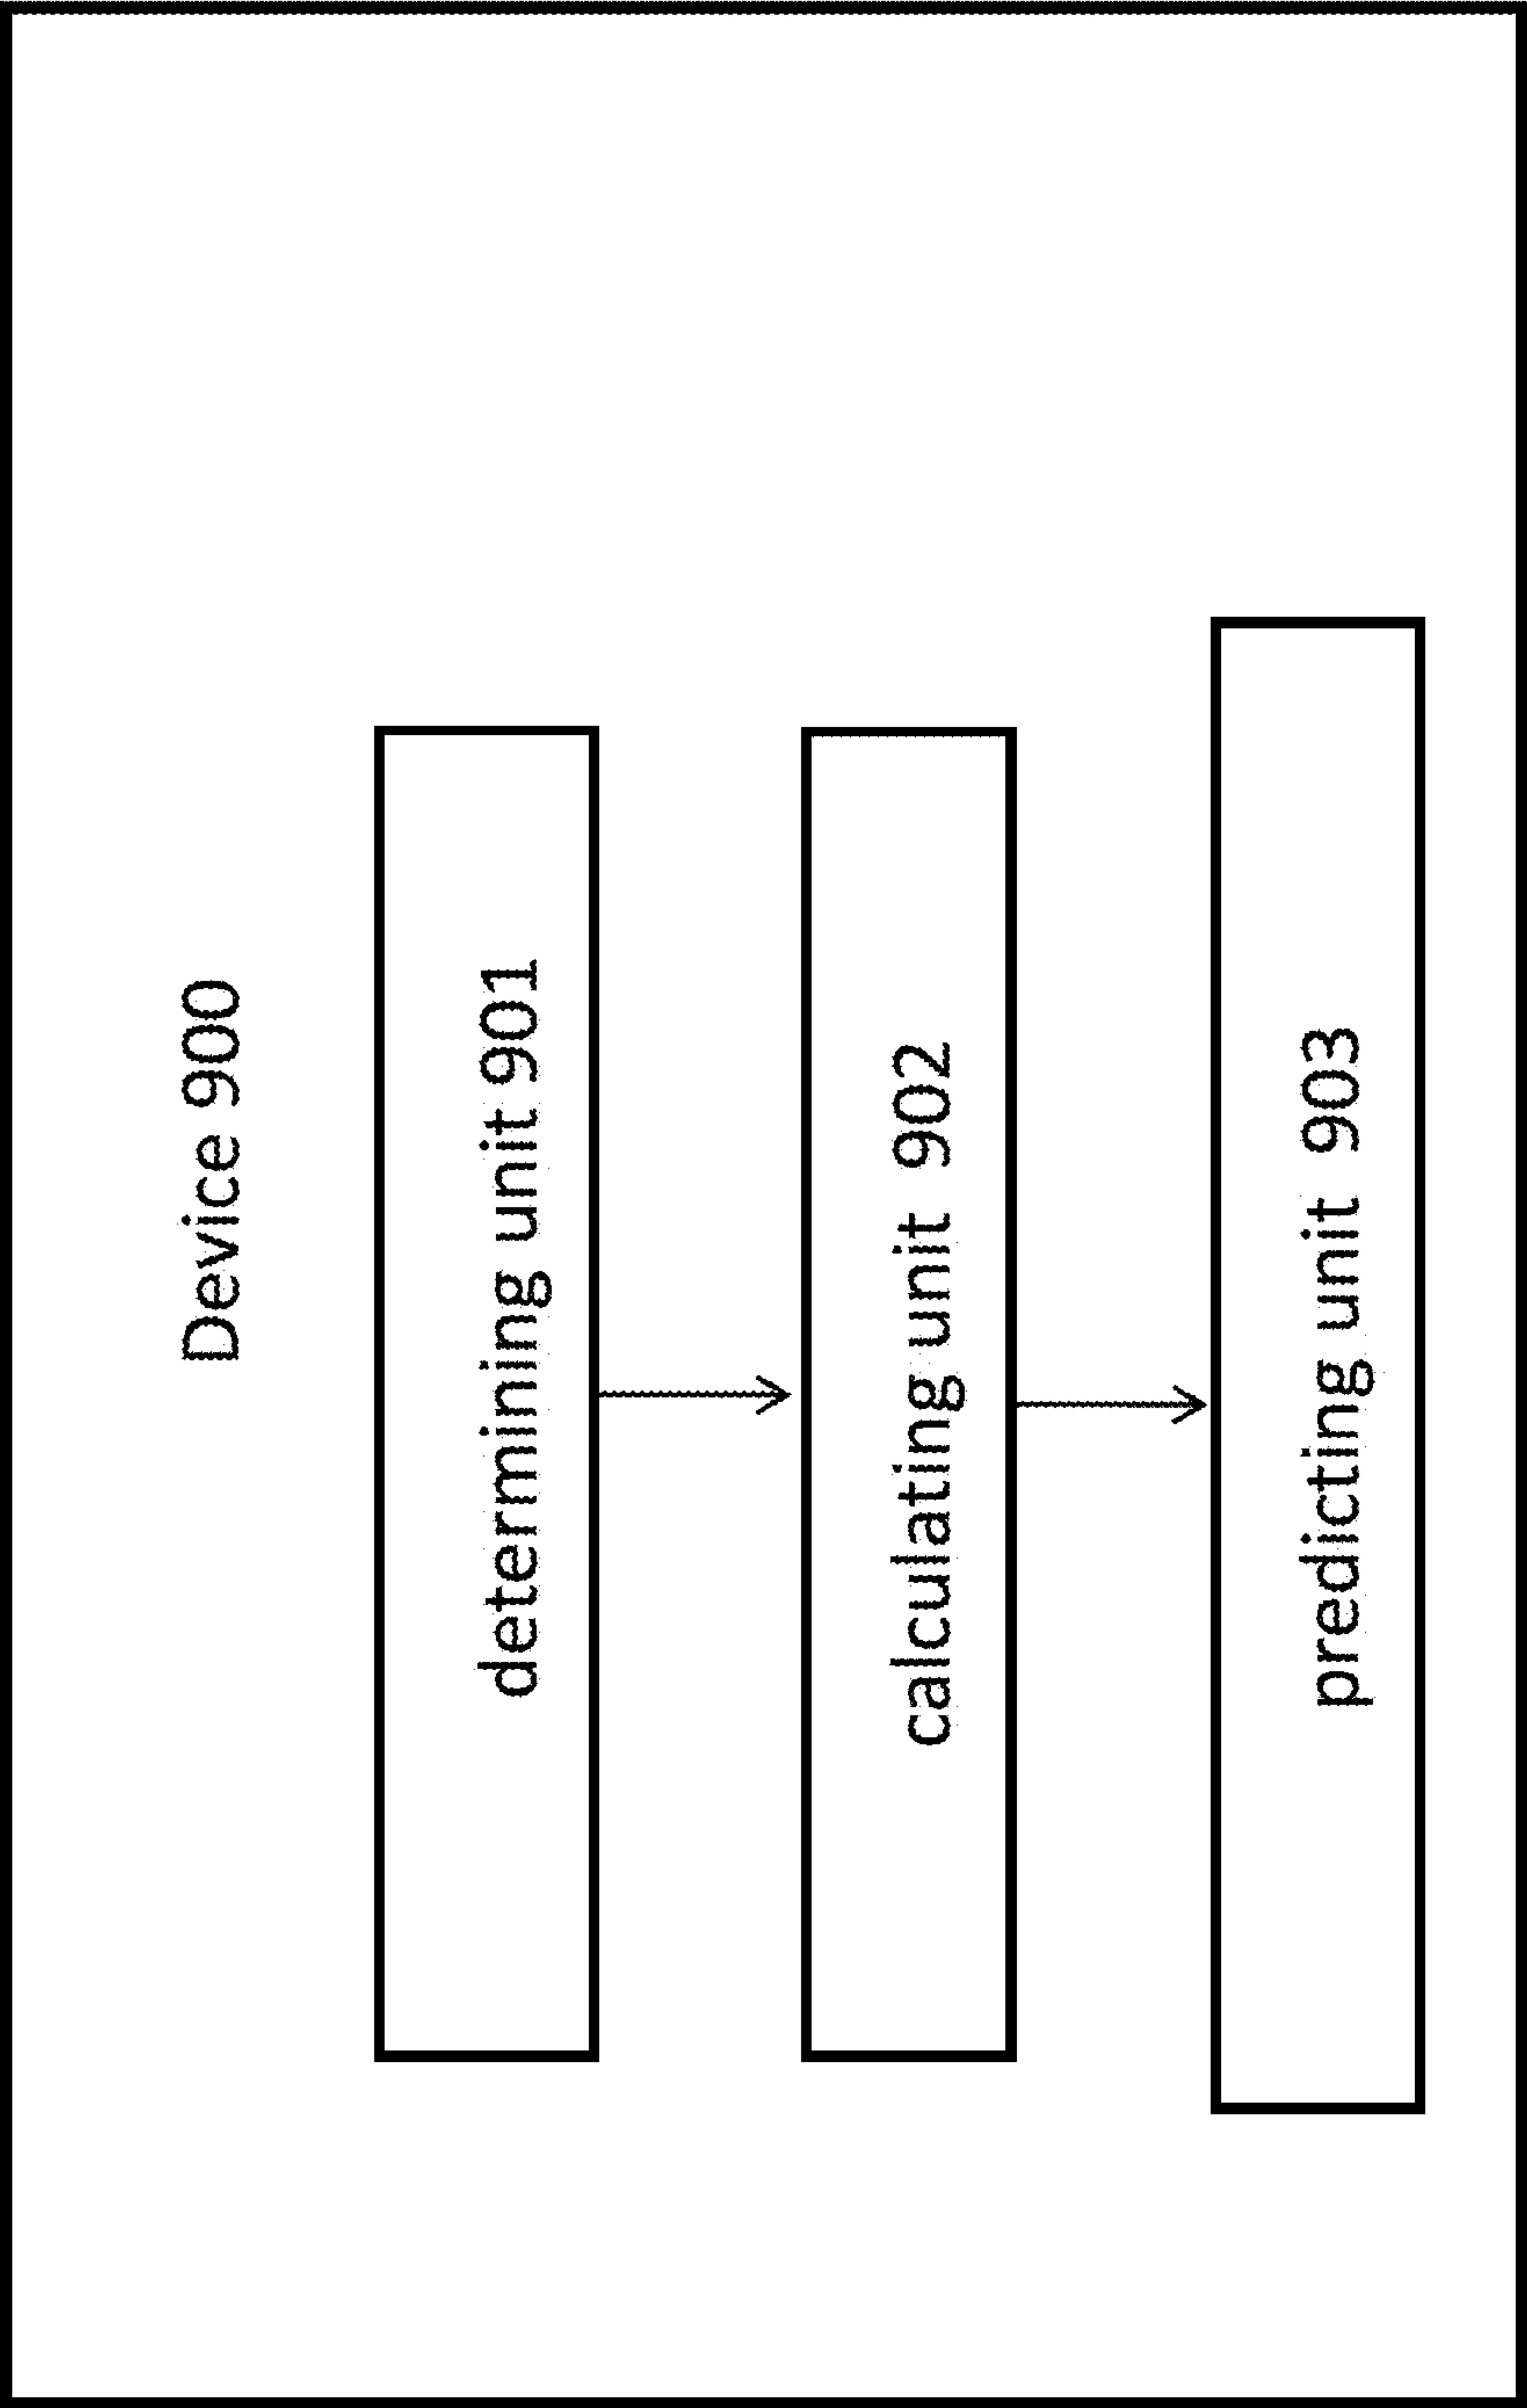 Device 900
determining unit 901
calculating unit 902
predicting unit 903